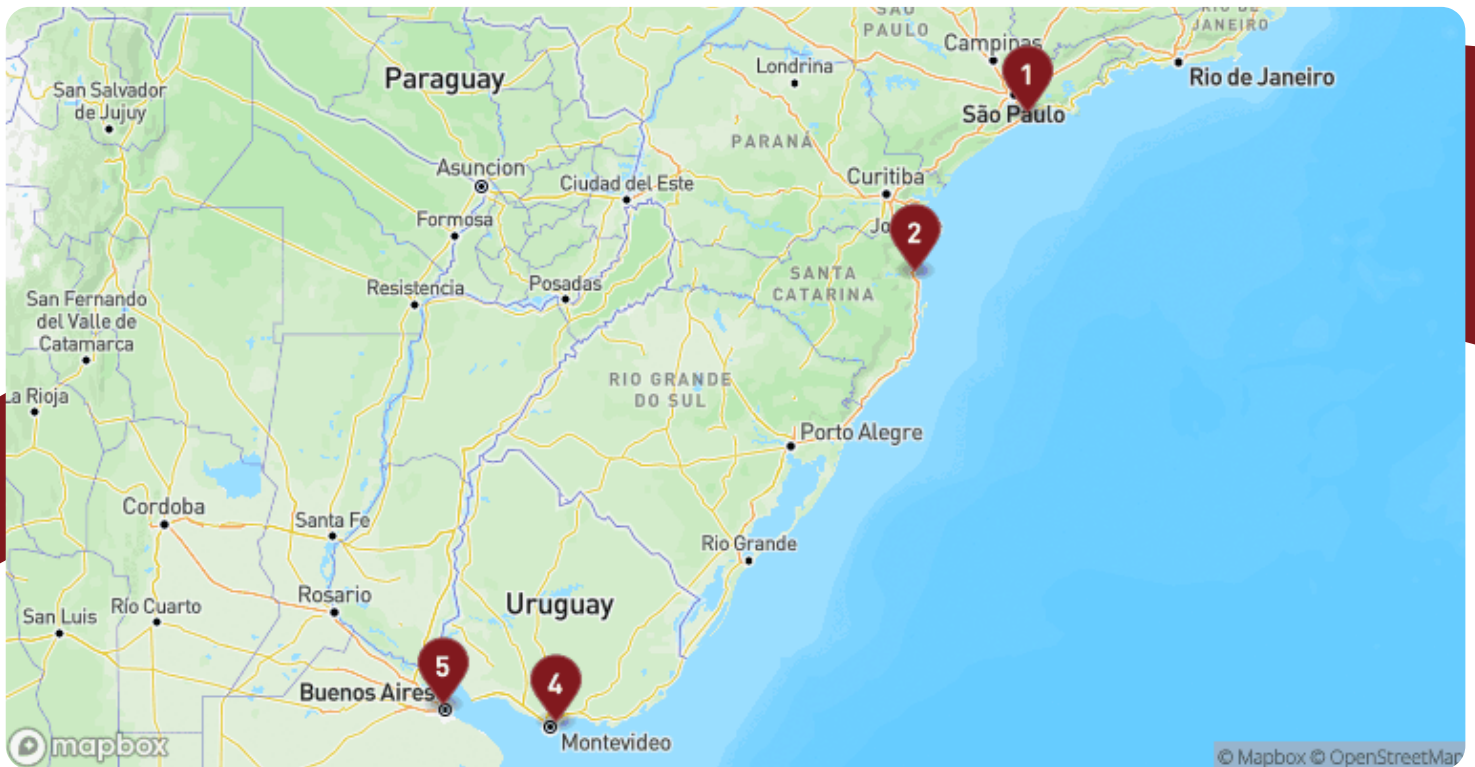 SÃO
PAULO
RIO DE
JANEIRO
Campinas
1
Londrina
Rio de Janeiro
Paraguay
San Salvador
de Jujuy
São Paulo
PARANÁ
Asuncion
Curitiba
Ciudad del Este
Formosa
Jo
2
SANTA
CATARINA
Resistencia
Posadas
San Fernando
del Valle de
Catamarca
RIO GRANDE
DO SUL
La Rioja
Porto Alegre
Cordoba
Santa Fe
Rio Grande
Rosario
Río Cuarto
Uruguay
San Luis
5
4
Buenos Aires
Montevideo
mapbox
© Mapbox © OpenStreetMap